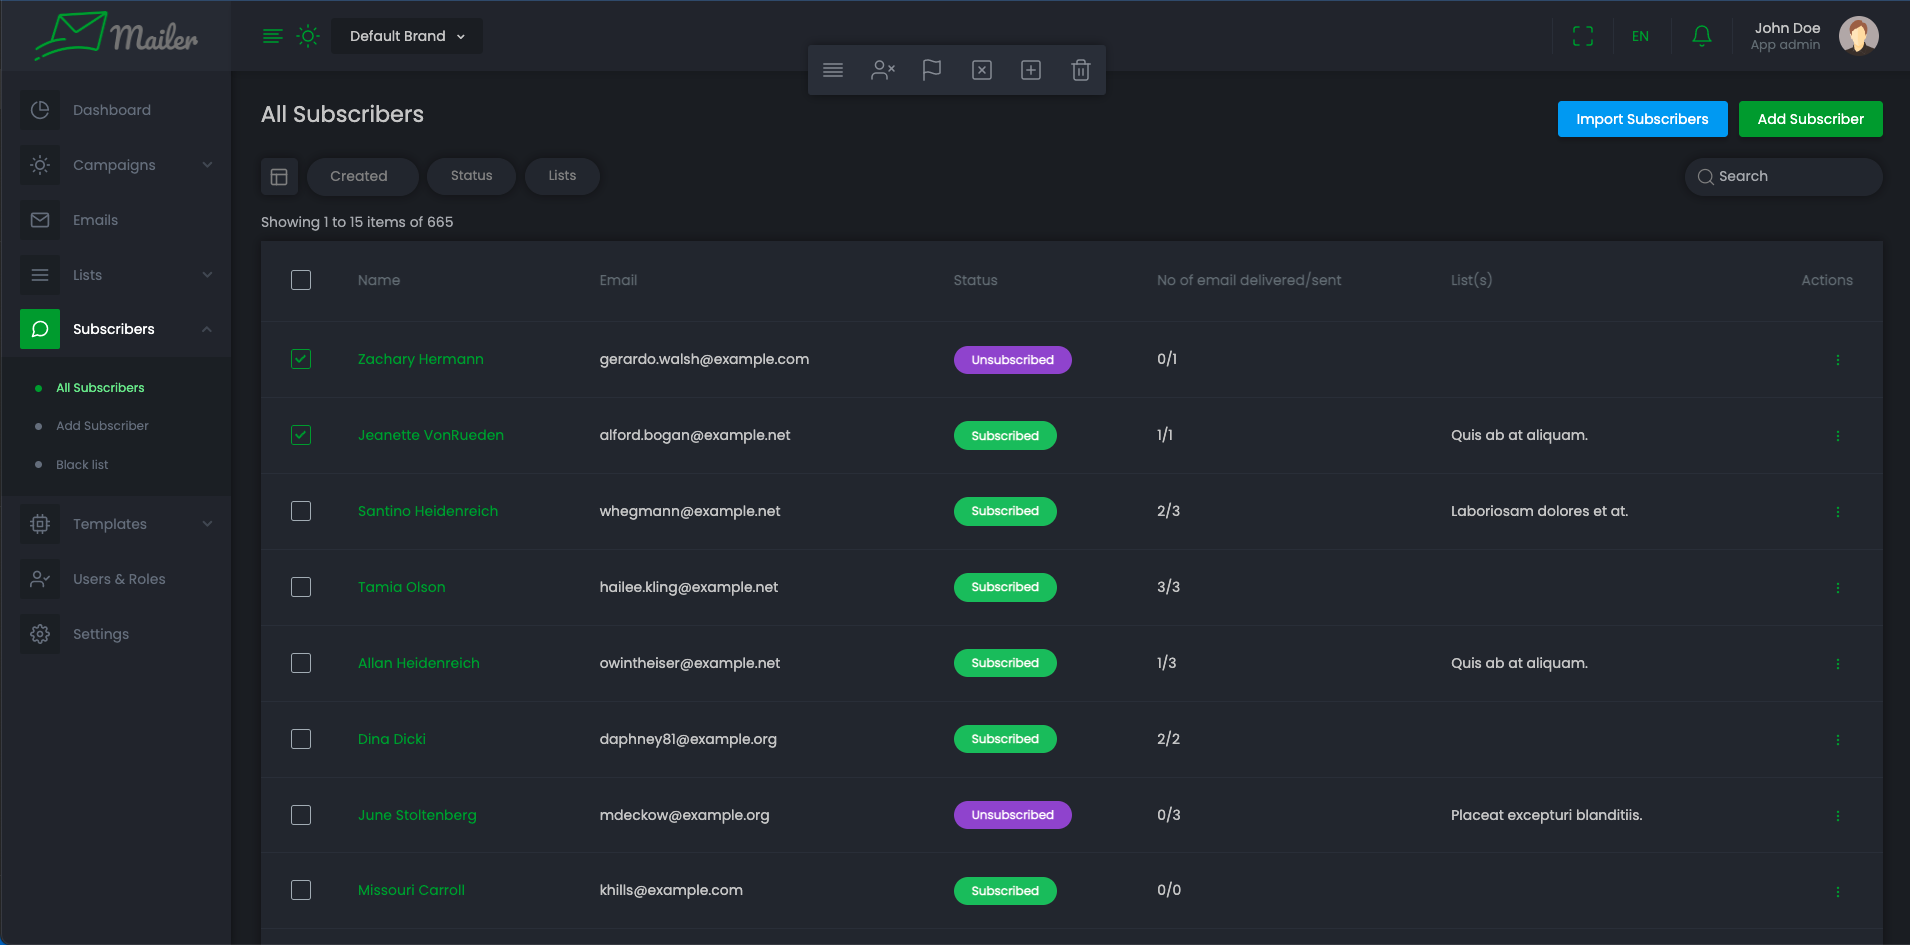 Mailer
Default Brand
EN
John Doe
App admin
Dashboard
Campaigns
Emails
Lists
Subscribers
All Subscribers
Add Subscriber
Black list
Templates
Users & Roles
Settings
All Subscribers
Import Subscribers
Add Subscriber
Created
Status
Lists
Search
Showing 1 to 15 items of 665
Name Email Status No of email delivered/sent List(s) Actions
Zachary Hermann gerardo.walsh@example.com Unsubscribed 0/1
Jeanette VonRueden alford.bogan@example.net Subscribed 1/1 Quis ab at aliquam.
Santino Heidenreich whegmann@example.net Subscribed 2/3 Laboriosam dolores et at.
Tamia Olson hailee.kling@example.net Subscribed 3/3
Allan Heidenreich owintheiser@example.net Subscribed 1/3 Quis ab at aliquam.
Dina Dicki daphney81@example.org Subscribed 2/2
June Stoltenberg mdeckow@example.org Unsubscribed 0/3 Placeat excepturi blanditiis.
Missouri Carroll khills@example.com Subscribed 0/0